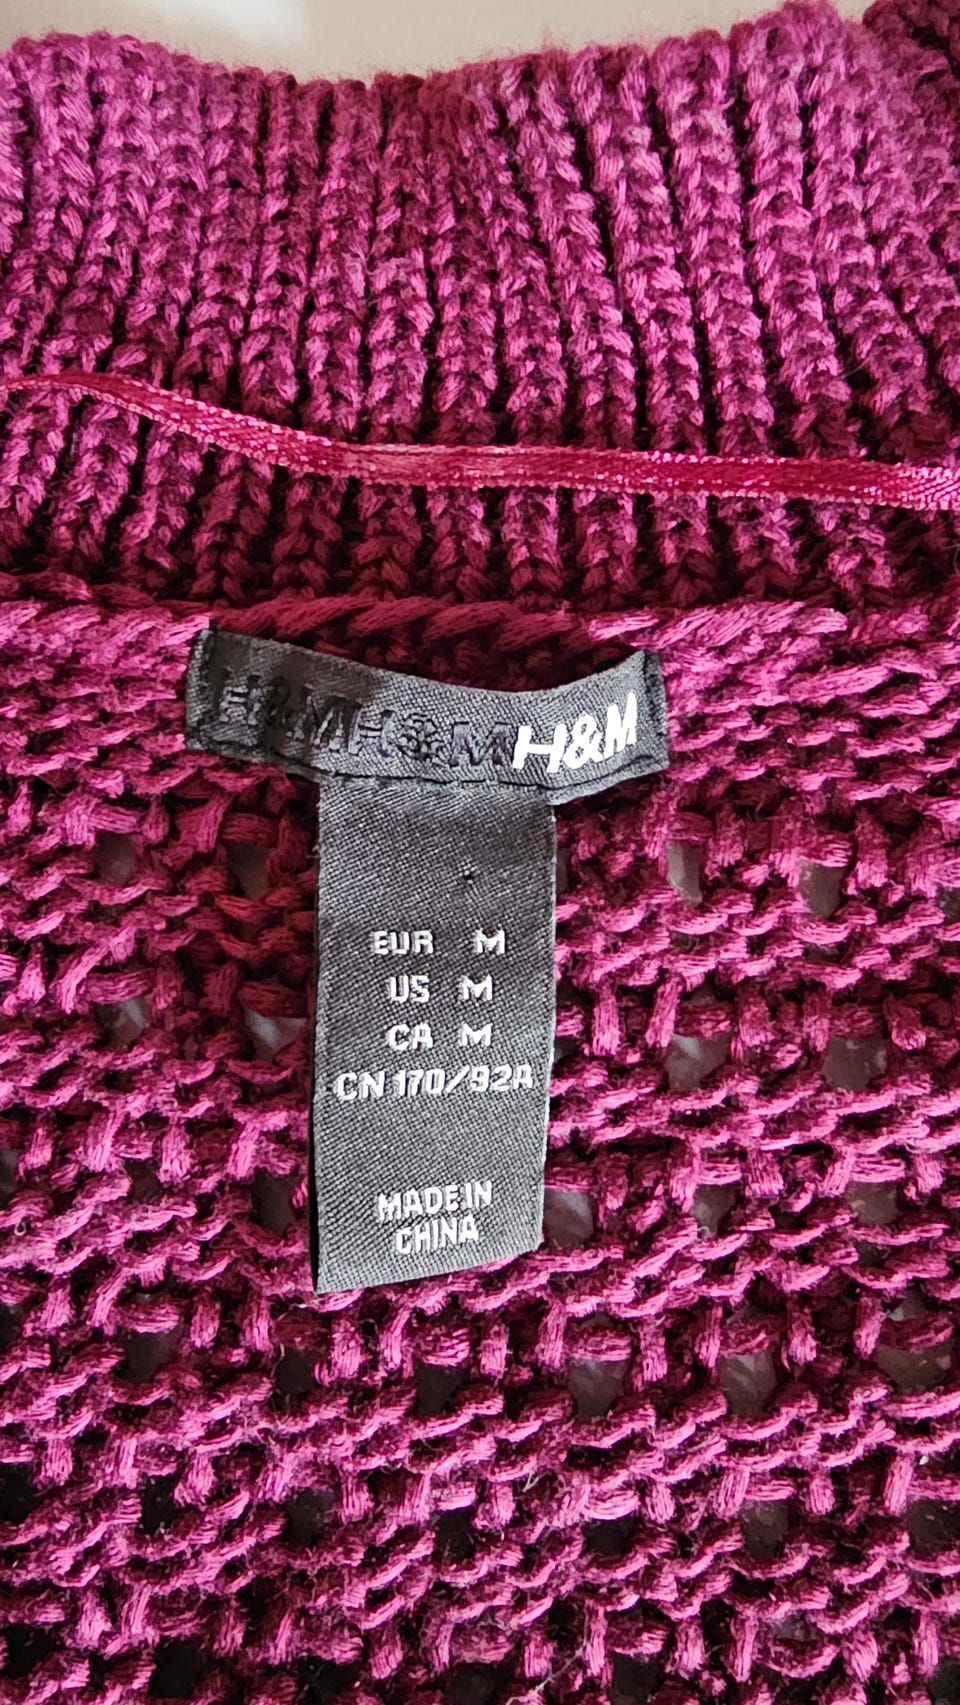 H&M H&M H&M
EUR M
US M
CA M
CN 170/92A
MADE IN
CHINA